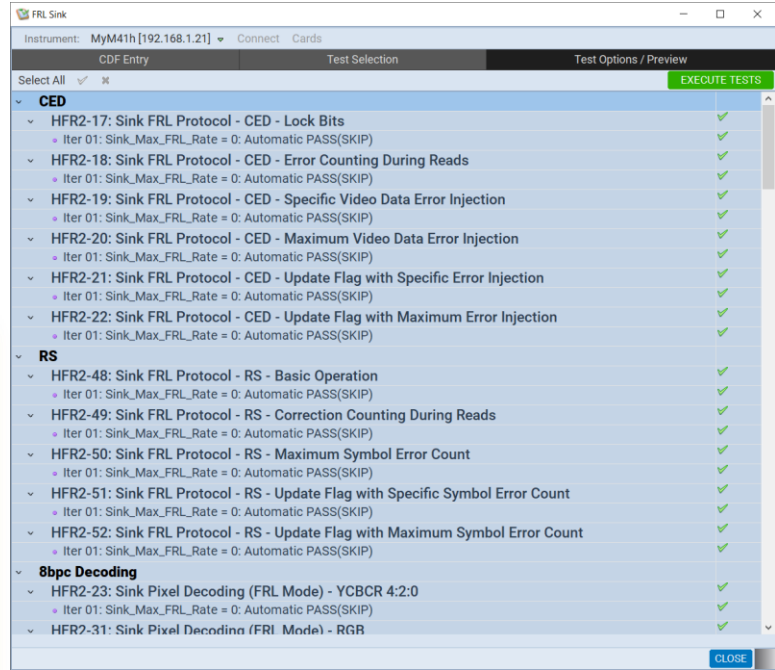 FRL Sink
Instrument: MyM41h [192.168.1.21] Connect Cards
CDF Entry Test Selection Test Options / Preview
Select All EXECUTE TESTS
CED
HFR2-17: Sink FRL Protocol - CED - Lock Bits
Iter 01: Sink_Max_FRL_Rate = 0: Automatic PASS(SKIP)
HFR2-18: Sink FRL Protocol - CED - Error Counting During Reads
Iter 01: Sink_Max_FRL_Rate = 0: Automatic PASS(SKIP)
HFR2-19: Sink FRL Protocol - CED - Specific Video Data Error Injection
Iter 01: Sink_Max_FRL_Rate = 0: Automatic PASS(SKIP)
HFR2-20: Sink FRL Protocol - CED - Maximum Video Data Error Injection
Iter 01: Sink_Max_FRL_Rate = 0: Automatic PASS(SKIP)
HFR2-21: Sink FRL Protocol - CED - Update Flag with Specific Error Injection
Iter 01: Sink_Max_FRL_Rate = 0: Automatic PASS(SKIP)
HFR2-22: Sink FRL Protocol - CED - Update Flag with Maximum Error Injection
Iter 01: Sink_Max_FRL_Rate = 0: Automatic PASS(SKIP)
RS
HFR2-48: Sink FRL Protocol - RS - Basic Operation
Iter 01: Sink_Max_FRL_Rate = 0: Automatic PASS(SKIP)
HFR2-49: Sink FRL Protocol - RS - Correction Counting During Reads
Iter 01: Sink_Max_FRL_Rate = 0: Automatic PASS(SKIP)
HFR2-50: Sink FRL Protocol - RS - Maximum Symbol Error Count
Iter 01: Sink_Max_FRL_Rate = 0: Automatic PASS(SKIP)
HFR2-51: Sink FRL Protocol - RS - Update Flag with Specific Symbol Error Count
Iter 01: Sink_Max_FRL_Rate = 0: Automatic PASS(SKIP)
HFR2-52: Sink FRL Protocol - RS - Update Flag with Maximum Symbol Error Count
Iter 01: Sink_Max_FRL_Rate = 0: Automatic PASS(SKIP)
8bpc Decoding
HFR2-23: Sink Pixel Decoding (FRL Mode) - YCBCR 4:2:0
Iter 01: Sink_Max_FRL_Rate = 0: Automatic PASS(SKIP)
HFR2-31: Sink Pixel Decoding (FRL Mode) - RGB
CLOSE